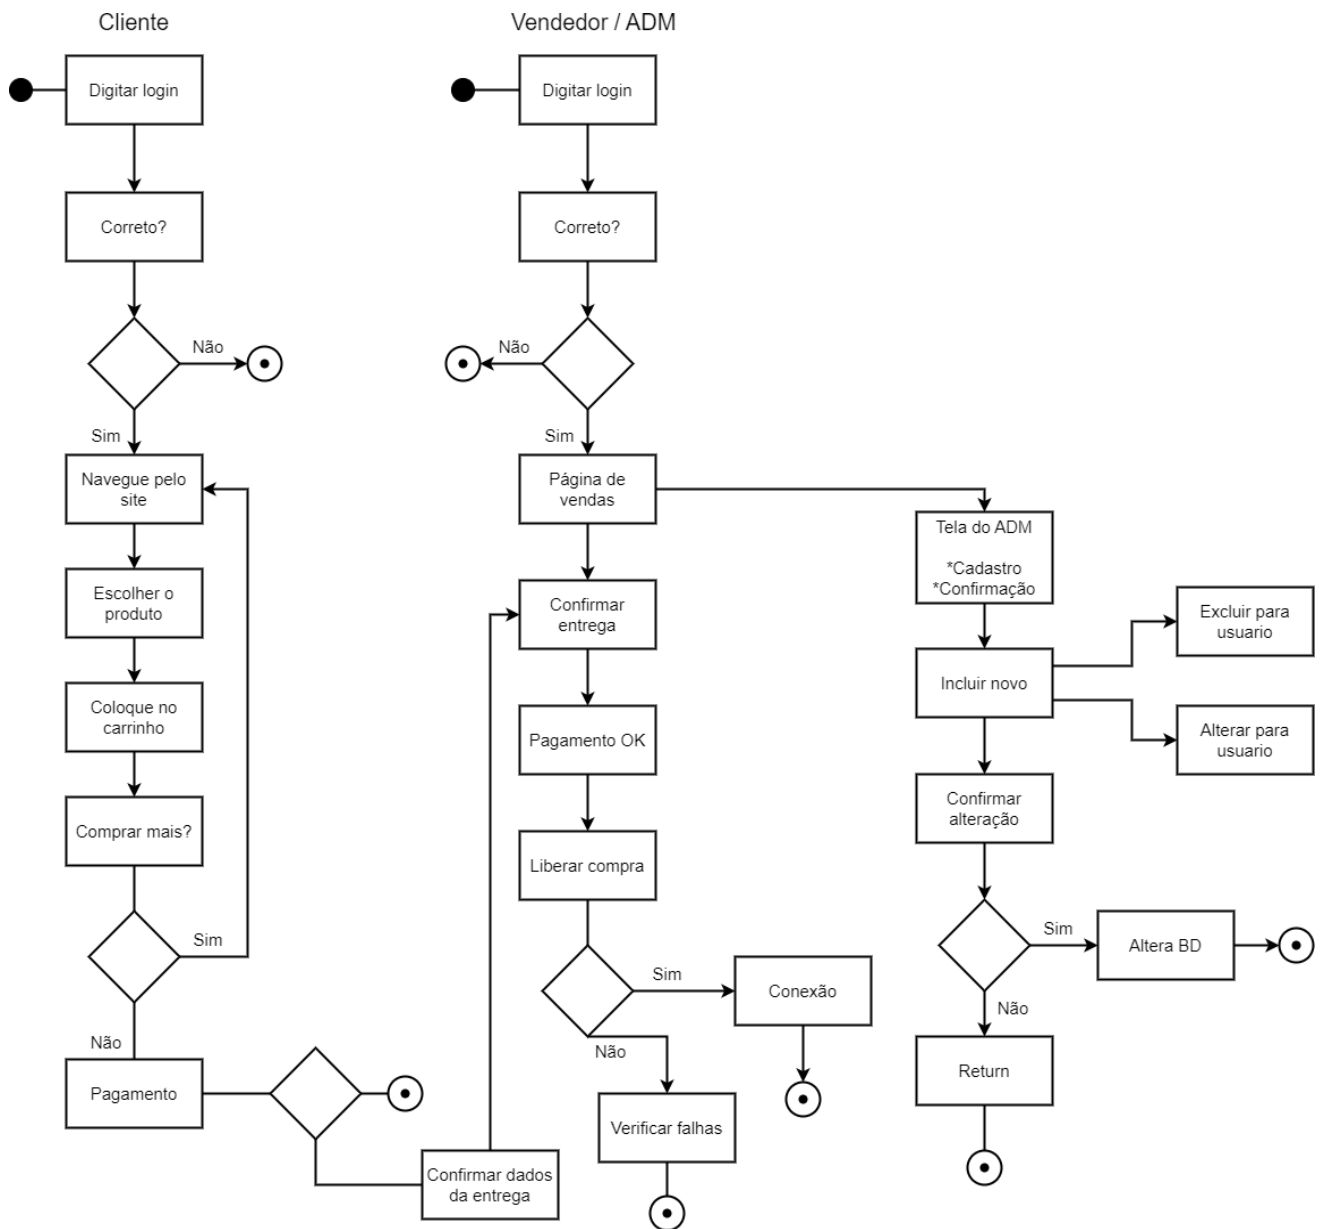 Cliente
Digitar login
Correto?
Não
Sim
Navegue pelo
site
Escolher o
produto
Coloque no
carrinho
Comprar mais?
Sim
Não
Pagamento
Confirmar dados
da entrega
Vendedor / ADM
Digitar login
Correto?
Não
Sim
Página de
vendas
Confirmar
entrega
Pagamento OK
Liberar compra
Sim
Conexão
Não
Verificar falhas
Tela do ADM
*Cadastro
*Confirmação
Incluir novo
Excluir para
usuario
Alterar para
usuario
Confirmar
alteração
Sim
Altera BD
Não
Return